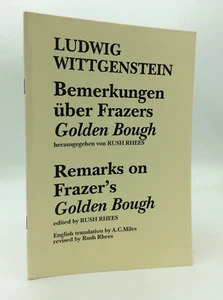 LUDWIG
WITTGENSTEIN
Bemerkungen
über Frazers
Golden Bough
herausgegeben von RUSH RHEES
Remarks on
Frazer's
Golden Bough
edited by RUSH RHEES
English translation by A.C.Miles
revised by Rush Rhees